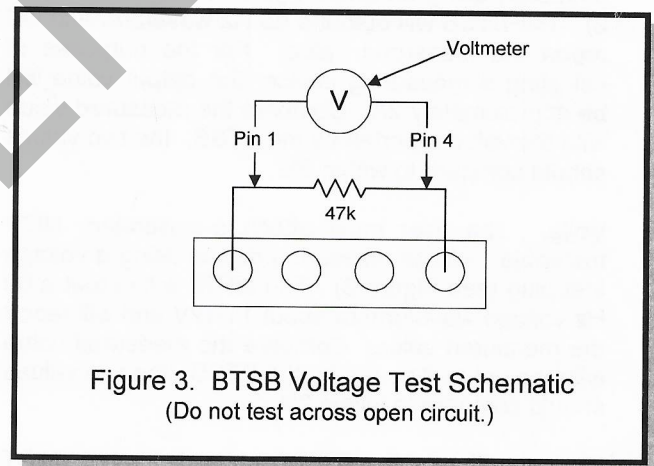 Voltmeter
V
Pin 1
Pin 4
47k
Figure 3. BTSB Voltage Test Schematic
(Do not test across open circuit.)